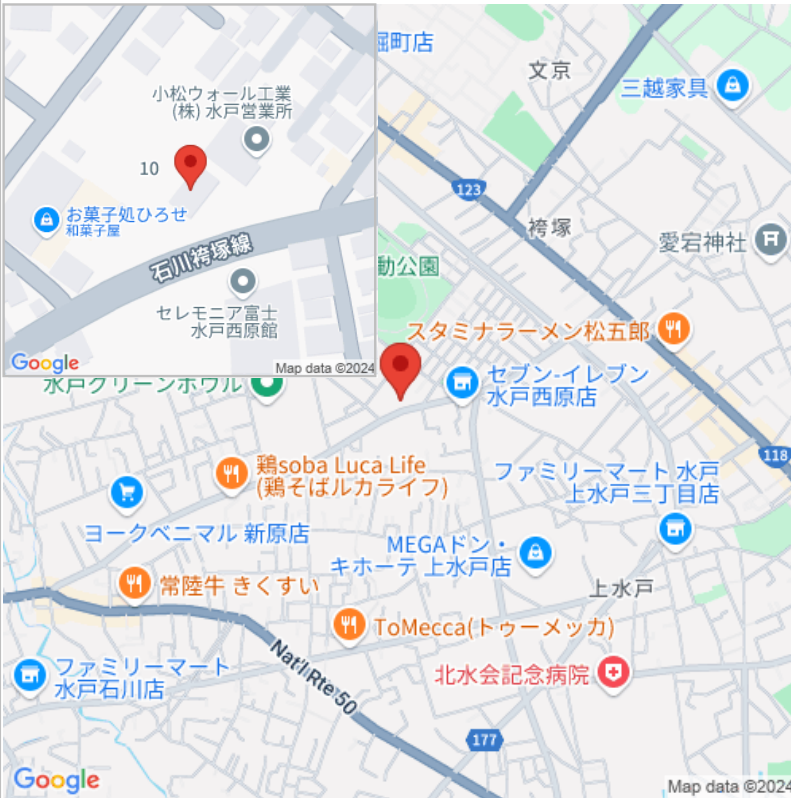 小松ウォール工業
(株) 水戸営業所
10
お菓子処ひろせ
和菓子屋
石川袴塚線
セレモニア富士
水戸西原館
Google
Map data ©2024
堀町店
文京
三越家具
123
袴塚
愛宕神社
動公園
スタミナラーメン松五郎
水戸グリーンボウル
セブン-イレブン
水戸西原店
118
鶏soba Luca Life
(鶏そばルカライフ)
ファミリーマート 水戸
上水戸三丁目店
ヨークベニマル 新原店
MEGAドン・
キホーテ 上水戸店
常陸牛 きくすい
上水戸
ToMecca(トゥーメッカ)
Nat'l Rte 50
ファミリーマート
水戸石川店
北水会記念病院
177
Google
Map data ©2024